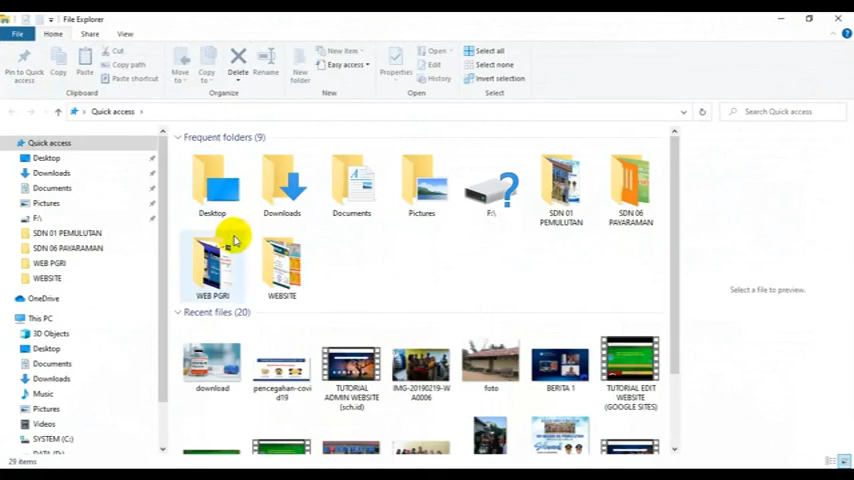 File Explorer
File
Home
Share
View
Pin to Quick access
Copy
Paste
Cut
Copy path
Paste shortcut
Move to
Copy to
Delete
Rename
New folder
New item
Easy access
Properties
Open
Edit
History
Select all
Select none
Invert selection
Clipboard
Organize
New
Open
Select
Quick access
Search Quick access
Quick access
Desktop
Downloads
Documents
Pictures
F:\
SDN 01 PEMULUTAN
SDN 06 PAYARAMAN
WEB PGRI
WEBSITE
OneDrive
This PC
3D Objects
Desktop
Documents
Downloads
Music
Pictures
Videos
SYSTEM (C:)
DATA (D:)
Frequent folders (9)
Desktop
Downloads
Documents
Pictures
F:\
SDN 01
PEMULUTAN
SDN 06
PAYARAMAN
WEB PGRI
WEBSITE
Recent files (20)
download
pencegahan-covi
d19
TUTORIAL
ADMIN WEBSITE
(sch.id)
IMG-20190219-W
A0006
foto
BERITA 1
TUTORIAL EDIT
WEBSITE
(GOOGLE SITES)
Select a file to preview.
29 items